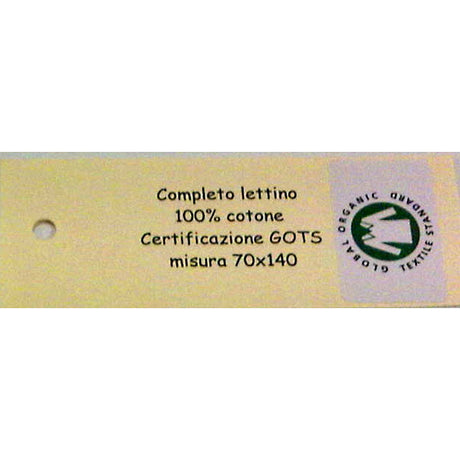 Completo lettino
100% cotone
Certificazione GOTS
misura 70x140
GLOBAL ORGANIC TEXTILE STANDARD